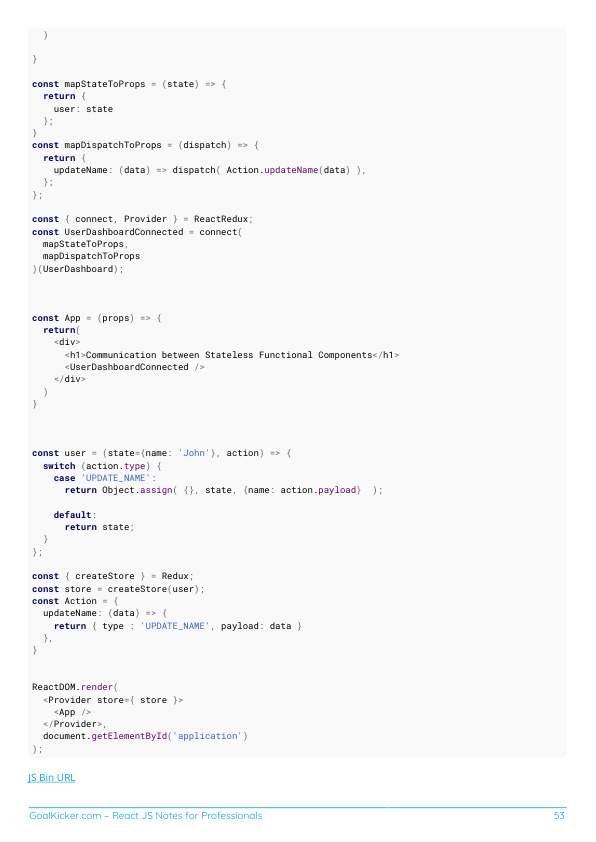 )

}

const mapStateToProps = (state) => {
  return {
    user: state
  };
}
const mapDispatchToProps = (dispatch) => {
  return {
    updateName: (data) => dispatch( Action.updateName(data) ),
  };
};

const { connect, Provider } = ReactRedux;
const UserDashboardConnected = connect(
  mapStateToProps,
  mapDispatchToProps
)(UserDashboard);



const App = (props) => {
  return(
    <div>
      <h1>Communication between Stateless Functional Components</h1>
      <UserDashboardConnected />
    </div>
  )
}



const user = (state={name: 'John'}, action) => {
  switch (action.type) {
    case 'UPDATE_NAME':
      return Object.assign( {}, state, {name: action.payload}  );

    default:
      return state;
  }
};

const { createStore } = Redux;
const store = createStore(user);
const Action = {
  updateName: (data) => {
    return { type : 'UPDATE_NAME', payload: data }
  },
}


ReactDOM.render(
  <Provider store={ store }>
    <App />
  </Provider>,
  document.getElementById('application')
);

JS Bin URL

GoalKicker.com – React JS Notes for Professionals 53